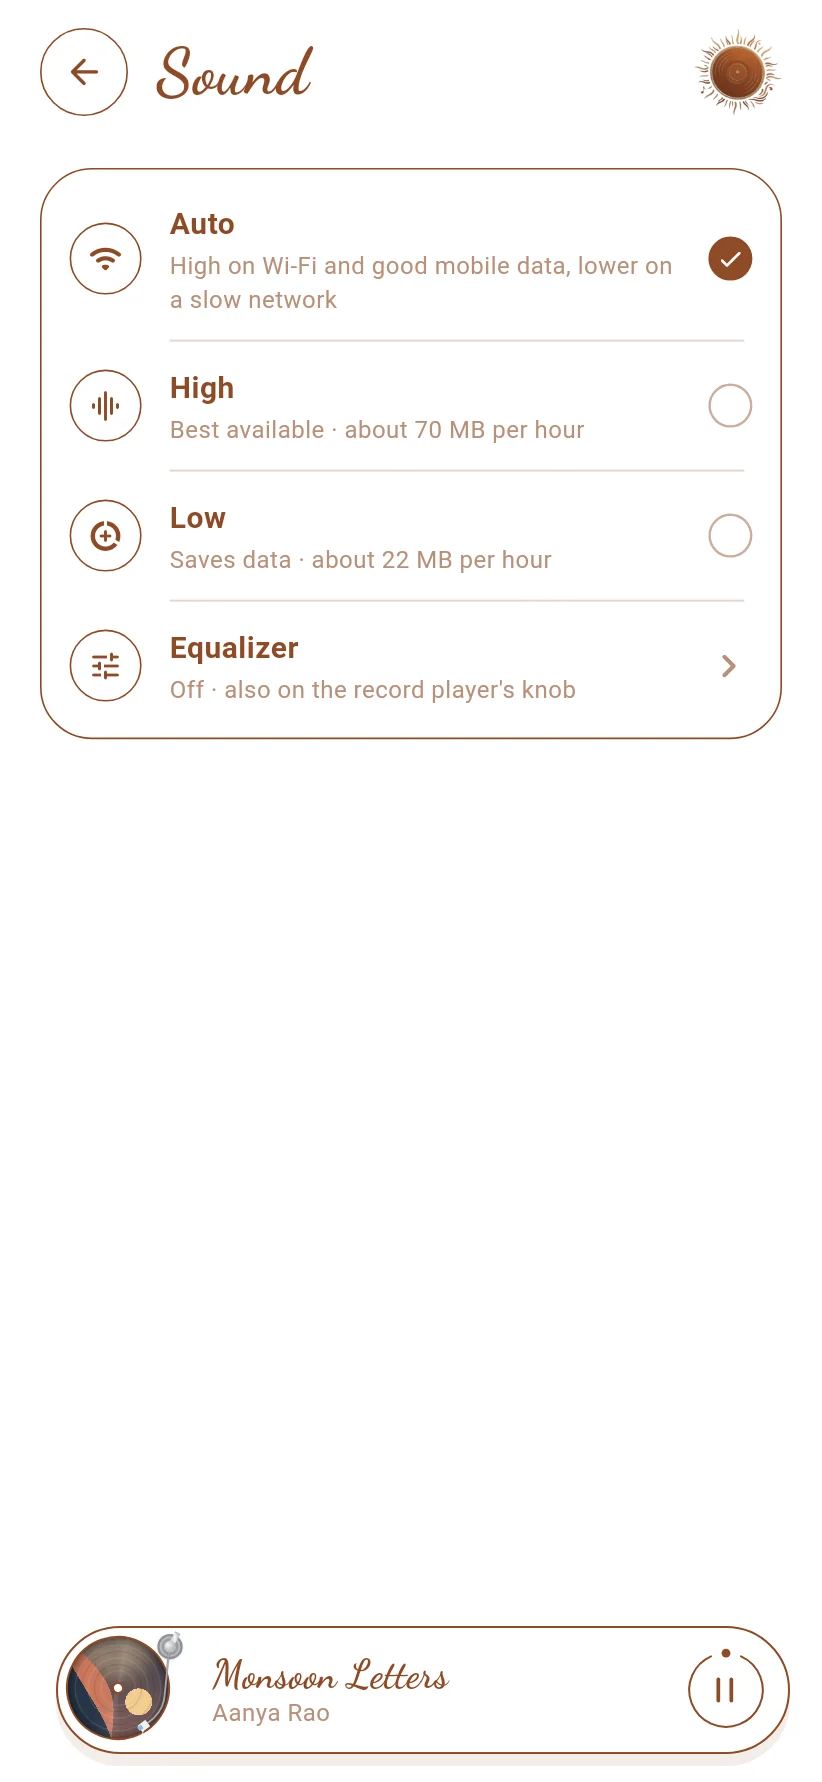 Sound
Auto
High on Wi-Fi and good mobile data, lower on
a slow network
High
Best available · about 70 MB per hour
Low
Saves data · about 22 MB per hour
Equalizer
Off · also on the record player's knob
Monsoon Letters
Aanya Rao